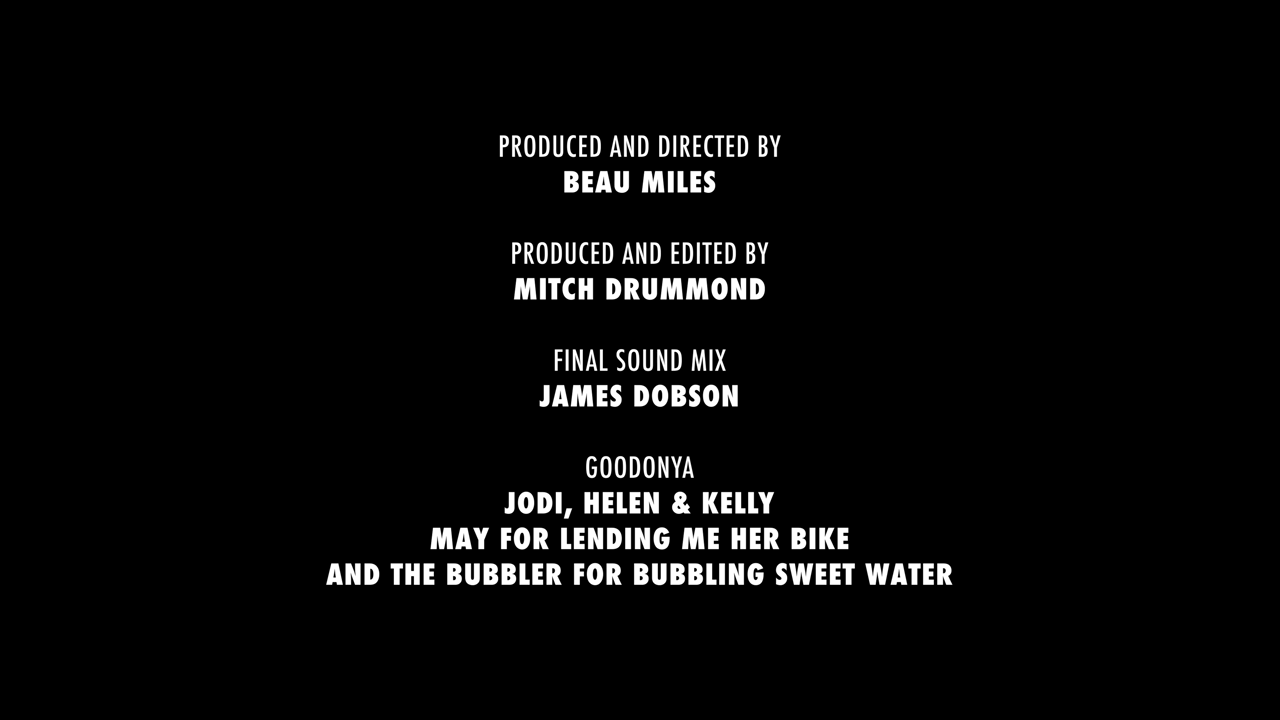 PRODUCED AND DIRECTED BY
BEAU MILES
PRODUCED AND EDITED BY
MITCH DRUMMOND
FINAL SOUND MIX
JAMES DOBSON
GOODONYA
JODI, HELEN & KELLY
MAY FOR LENDING ME HER BIKE
AND THE BUBBLER FOR BUBBLING SWEET WATER